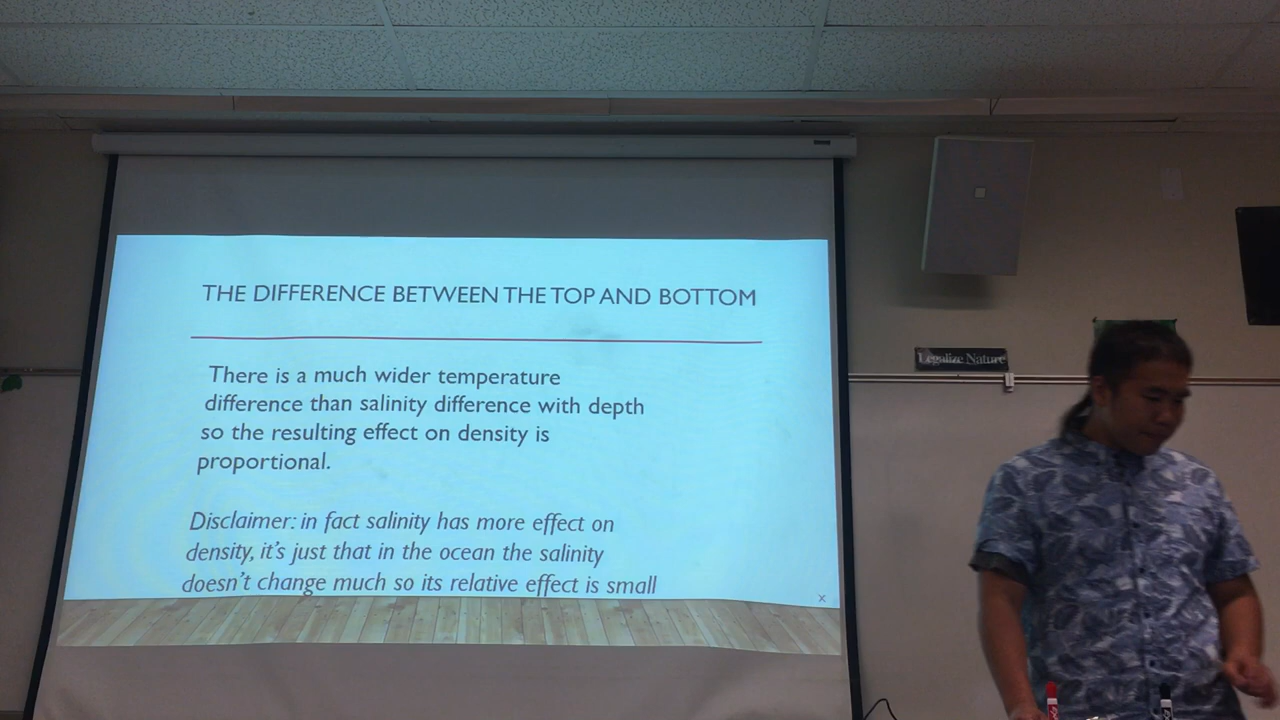 THE DIFFERENCE BETWEEN THE TOP AND BOTTOM
There is a much wider temperature
difference than salinity difference with depth
so the resulting effect on density is
proportional.
Disclaimer: in fact salinity has more effect on
density, it's just that in the ocean the salinity
doesn't change much so its relative effect is small
Legalize Nature